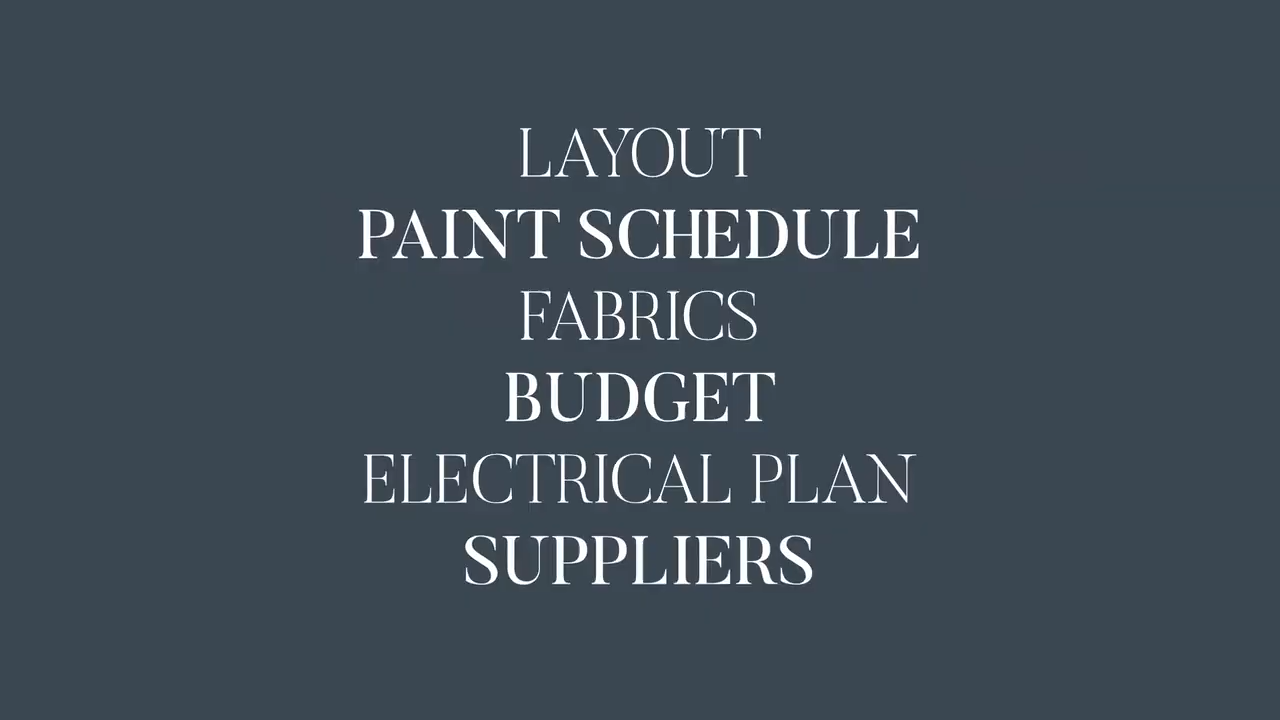 LAYOUT
PAINT SCHEDULE
FABRICS
BUDGET
ELECTRICAL PLAN
SUPPLIERS